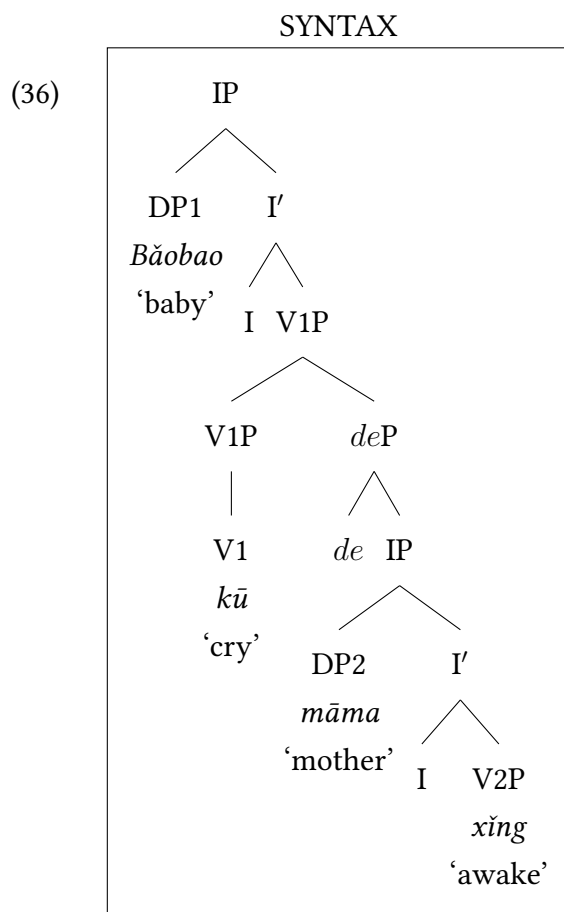 SYNTAX
(36) IP
DP1 I′
Bǎobao
‘baby’
I V1P
V1P deP
V1 de IP
kū
‘cry’
DP2 I′
māma
‘mother’
I V2P
xǐng
‘awake’